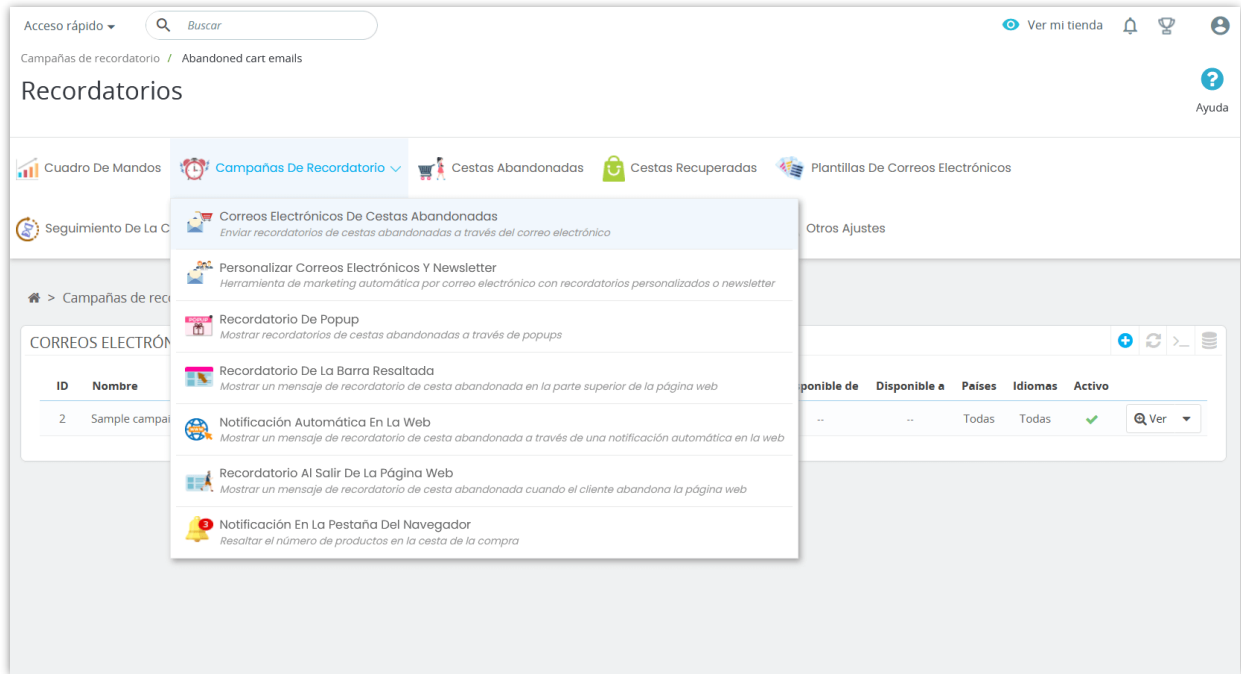 Acceso rápido
Buscar
Ver mi tienda
Campañas de recordatorio / Abandoned cart emails
Recordatorios
Ayuda
Cuadro De Mandos
Campañas De Recordatorio
Cestas Abandonadas
Cestas Recuperadas
Plantillas De Correos Electrónicos
Seguimiento De La C
Otros Ajustes
Correos Electrónicos De Cestas Abandonadas
Enviar recordatorios de cestas abandonadas a través del correo electrónico
Personalizar Correos Electrónicos Y Newsletter
Herramienta de marketing automática por correo electrónico con recordatorios personalizados o newsletter
POPUP
Recordatorio De Popup
Mostrar recordatorios de cestas abandonadas a través de popups
Recordatorio De La Barra Resaltada
Mostrar un mensaje de recordatorio de cesta abandonada en la parte superior de la página web
Notificación Automática En La Web
Mostrar un mensaje de recordatorio de cesta abandonada a través de una notificación automática en la web
Recordatorio Al Salir De La Página Web
Mostrar un mensaje de recordatorio de cesta abandonada cuando el cliente abandona la página web
3
Notificación En La Pestaña Del Navegador
Resaltar el número de productos en la cesta de la compra
> Campañas de reco
CORREOS ELECTRÓN
ID Nombre
ponible de Disponible a Países Idiomas Activo
2 Sample campai
-- -- Todas Todas Ver